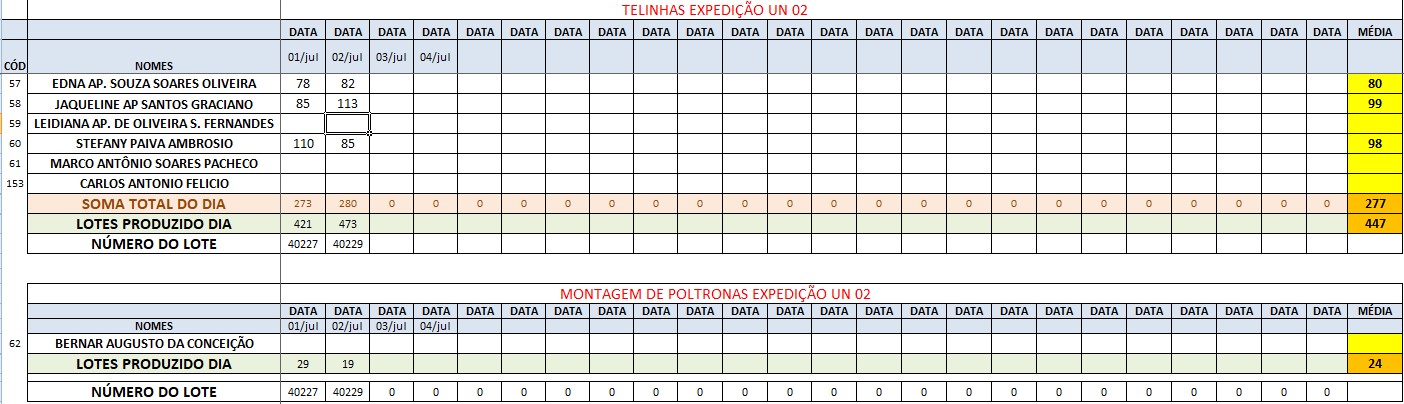 TELINHAS EXPEDIÇÃO UN 02
DATA DATA DATA DATA DATA DATA DATA DATA DATA DATA DATA DATA DATA DATA DATA DATA DATA DATA DATA DATA DATA DATA DATA DATA MÉDIA
CÓD NOMES 01/jul 02/jul 03/jul 04/jul
57 EDNA AP. SOUZA SOARES OLIVEIRA 78 82 80
58 JAQUELINE AP SANTOS GRACIANO 85 113 99
59 LEIDIANA AP. DE OLIVEIRA S. FERNANDES
60 STEFANY PAIVA AMBROSIO 110 85 98
61 MARCO ANTÔNIO SOARES PACHECO
153 CARLOS ANTONIO FELICIO
SOMA TOTAL DO DIA 273 280 0 0 0 0 0 0 0 0 0 0 0 0 0 0 0 0 0 0 0 0 0 0 277
LOTES PRODUZIDO DIA 421 473 447
NÚMERO DO LOTE 40227 40229
MONTAGEM DE POLTRONAS EXPEDIÇÃO UN 02
DATA DATA DATA DATA DATA DATA DATA DATA DATA DATA DATA DATA DATA DATA DATA DATA DATA DATA DATA DATA DATA DATA DATA DATA MÉDIA
NOMES 01/jul 02/jul 03/jul 04/jul
62 BERNAR AUGUSTO DA CONCEIÇÃO
LOTES PRODUZIDO DIA 29 19 24
NÚMERO DO LOTE 40227 40229 0 0 0 0 0 0 0 0 0 0 0 0 0 0 0 0 0 0 0 0 0 0